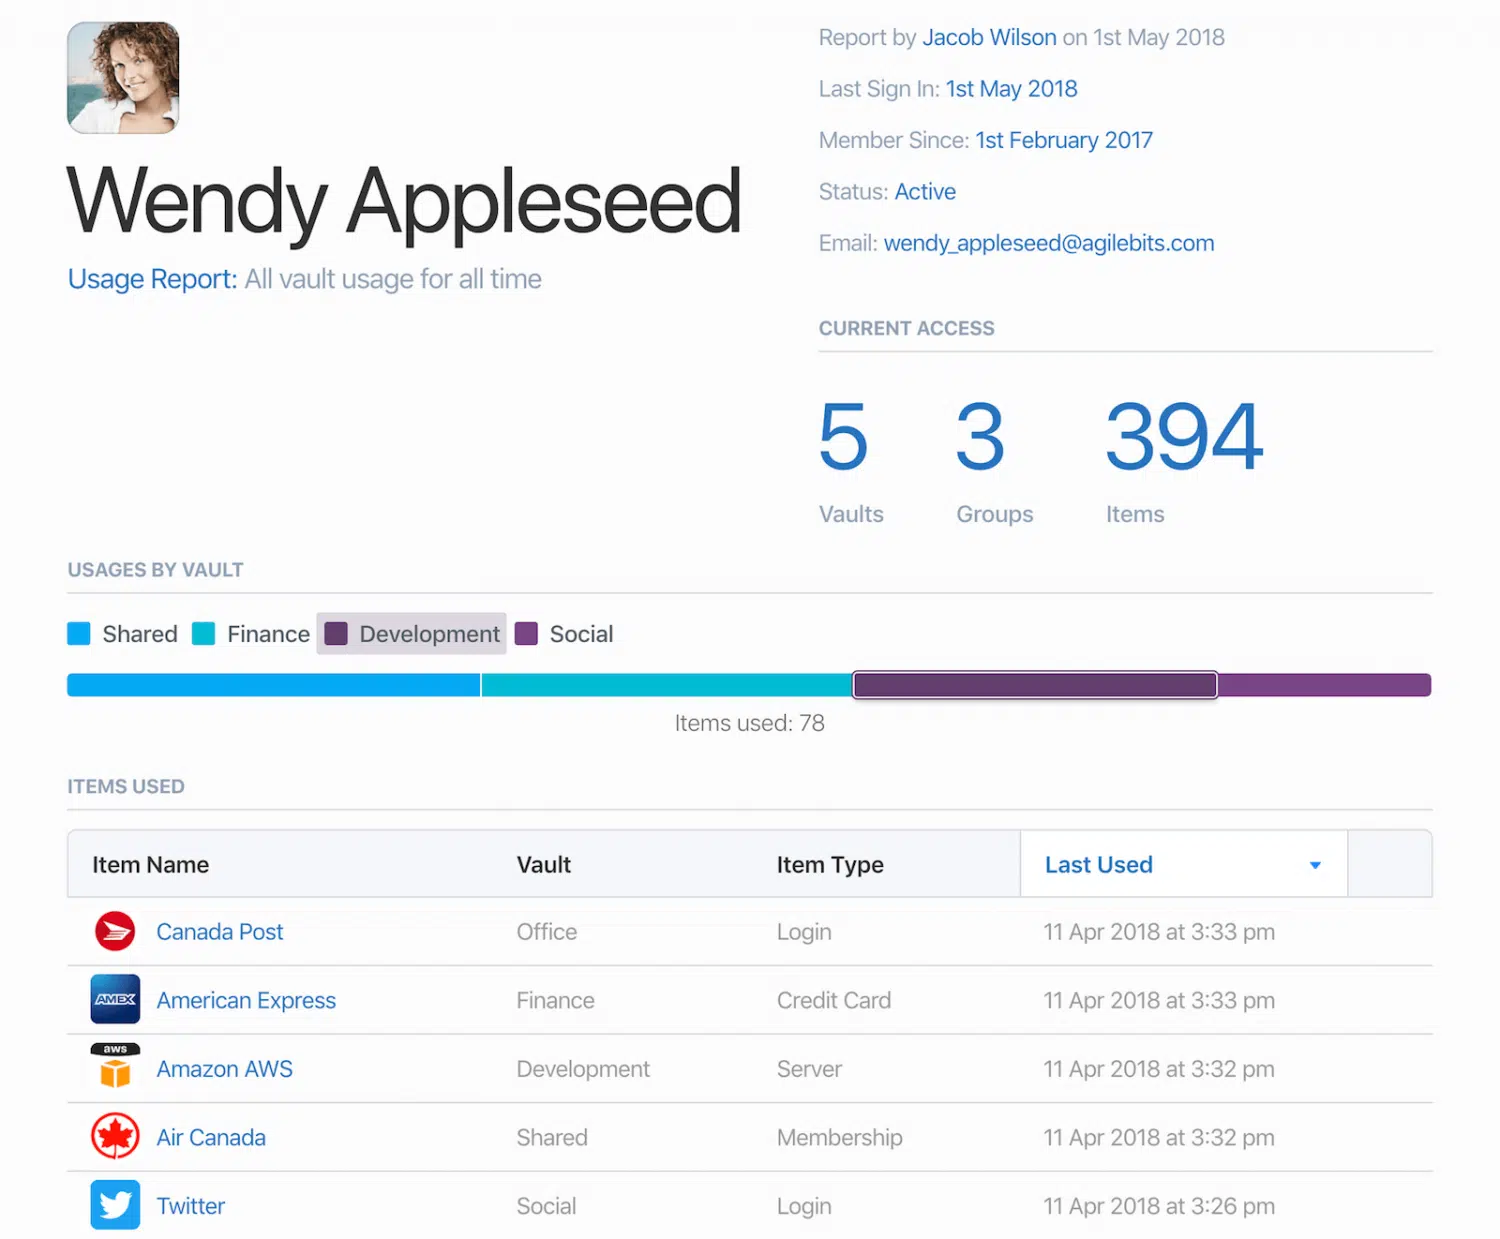 Wendy Appleseed
Usage Report: All vault usage for all time
Report by Jacob Wilson on 1st May 2018
Last Sign In: 1st May 2018
Member Since: 1st February 2017
Status: Active
Email: wendy_appleseed@agilebits.com
CURRENT ACCESS
5 3 394
Vaults Groups Items
USAGES BY VAULT
Shared Finance Development Social
Items used: 78
ITEMS USED
Item Name Vault Item Type Last Used
Canada Post Office Login 11 Apr 2018 at 3:33 pm
AMEX American Express Finance Credit Card 11 Apr 2018 at 3:33 pm
aws Amazon AWS Development Server 11 Apr 2018 at 3:32 pm
Air Canada Shared Membership 11 Apr 2018 at 3:32 pm
Twitter Social Login 11 Apr 2018 at 3:26 pm